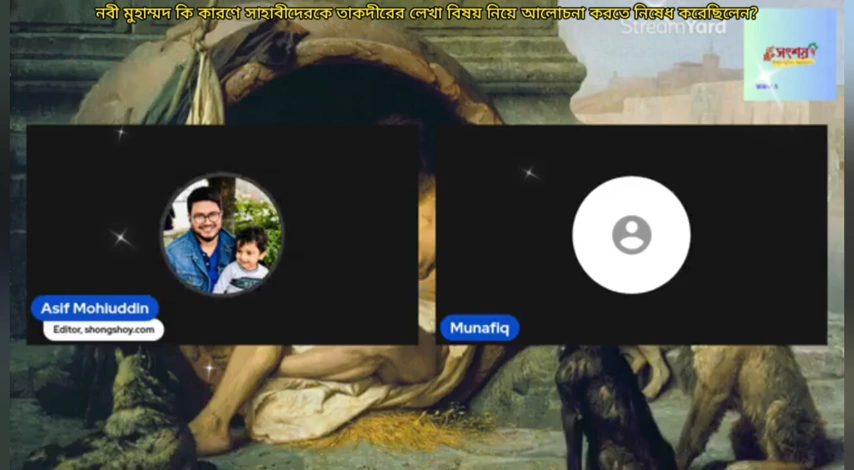 নবী মুহাম্মদ কি কারণে সাহাবীদেরকে তাকদীরের লেখা বিষয় নিয়ে আলোচনা করতে নিষেধ করেছিলেন?
StreamYard
সংশয়
Asif Mohiuddin
Editor, shongshoy.com
Munafiq